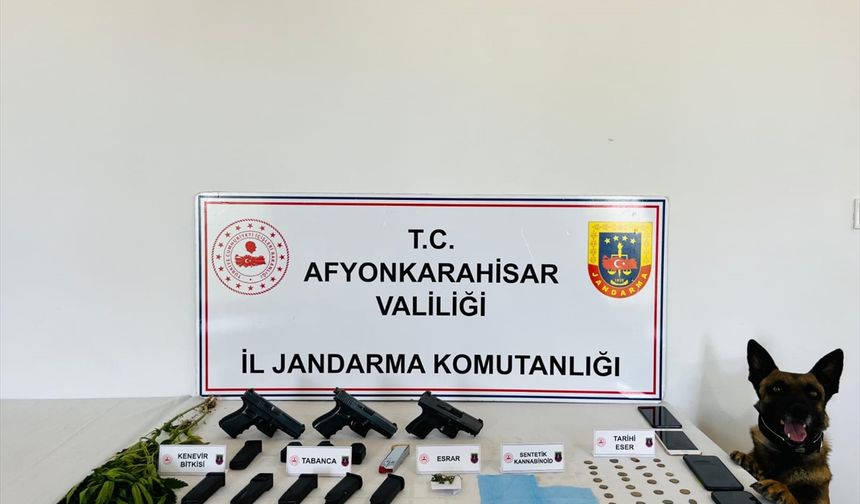 T.C.
AFYONKARAHİSAR
VALİLİĞİ
İL JANDARMA KOMUTANLIĞI
JANDARMA
1839
KENEVİR
BİTKİSİ
TABANCA
ESRAR
SENTETİK
KANNABİNOİD
TARİHİ
ESER